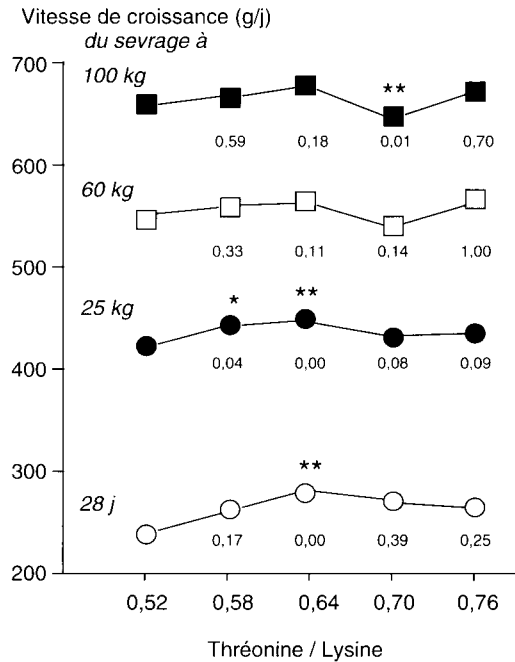 Vitesse de croissance (g/j)
du sevrage à
700
100 kg
**
0,59 0,18 0,01 0,70
600
60 kg
0,33 0,11 0,14 1,00
500
25 kg
* **
400
0,04 0,00 0,08 0,09
300
28 j
**
0,17 0,00 0,39 0,25
200
0,52 0,58 0,64 0,70 0,76
Thréonine / Lysine